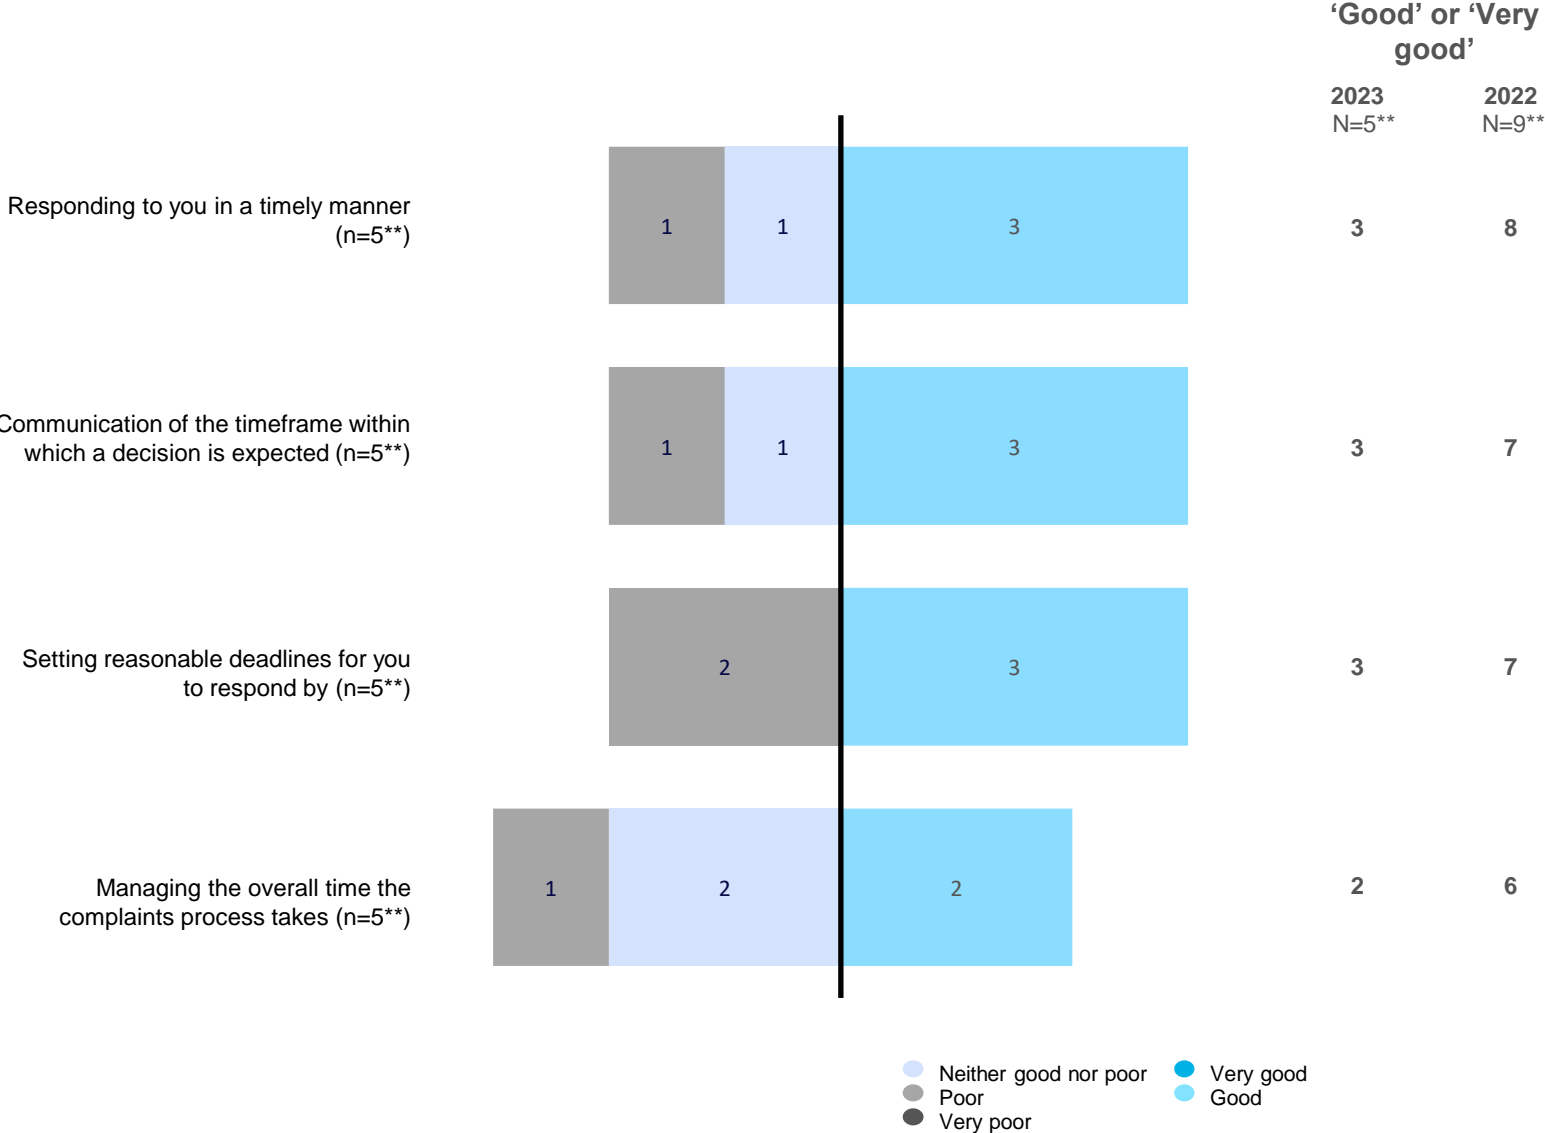 ‘Good’ or ‘Very
good’
2023
2022
N=5**
N=9**
Responding to you in a timely manner
(n=5**)
1
1
3
3
8
Communication of the timeframe within
which a decision is expected (n=5**)
1
1
3
3
7
Setting reasonable deadlines for you
to respond by (n=5**)
2
3
3
7
Managing the overall time the
complaints process takes (n=5**)
1
2
2
2
6
Neither good nor poor
Poor
Very poor
Very good
Good